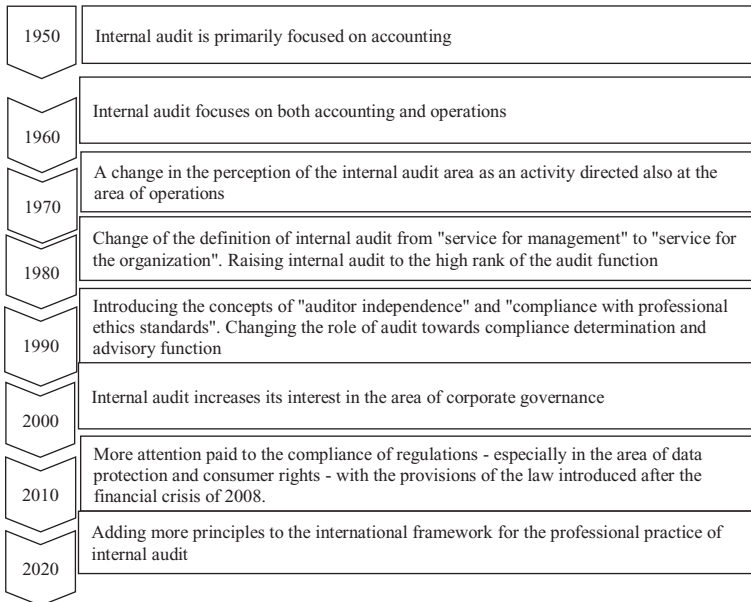 1950
Internal audit is primarily focused on accounting
1960
Internal audit focuses on both accounting and operations
1970
A change in the perception of the internal audit area as an activity directed also at the
area of operations
1980
Change of the definition of internal audit from "service for management" to "service for
the organization". Raising internal audit to the high rank of the audit function
1990
Introducing the concepts of "auditor independence" and "compliance with professional
ethics standards". Changing the role of audit towards compliance determination and
advisory function
2000
Internal audit increases its interest in the area of corporate governance
2010
More attention paid to the compliance of regulations - especially in the area of data
protection and consumer rights - with the provisions of the law introduced after the
financial crisis of 2008.
2020
Adding more principles to the international framework for the professional practice of
internal audit